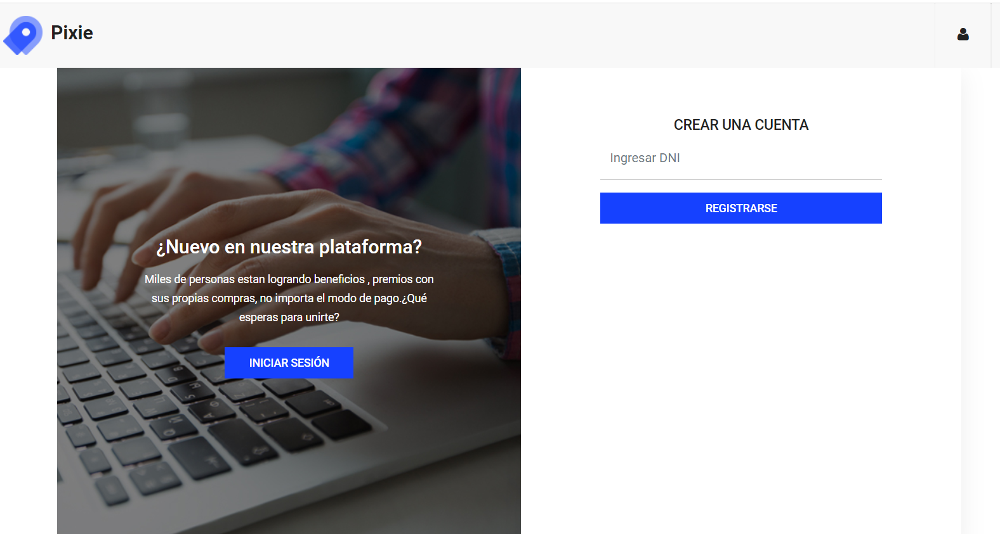 Pixie
¿Nuevo en nuestra plataforma?
Miles de personas estan logrando beneficios , premios con
sus propias compras, no importa el modo de pago.¿Qué
esperas para unirte?
INICIAR SESIÓN
CREAR UNA CUENTA
Ingresar DNI
REGISTRARSE